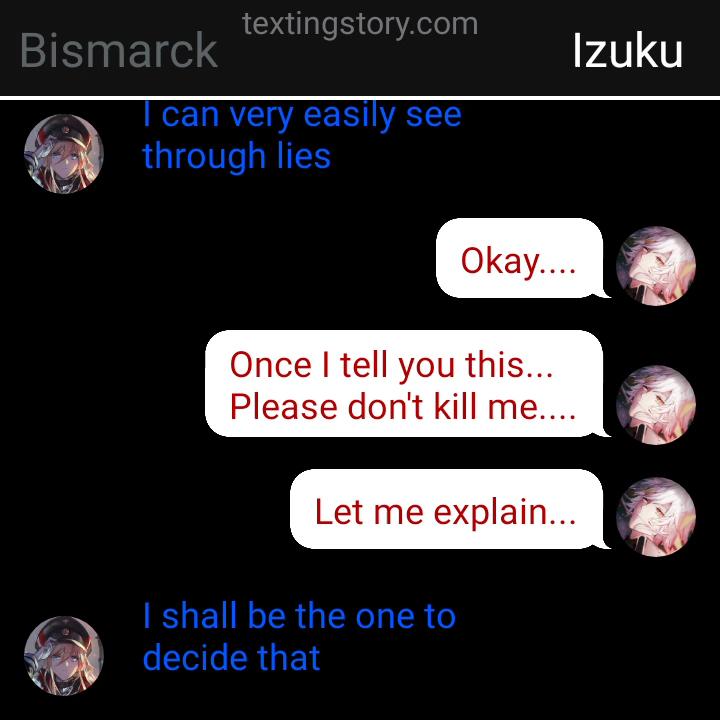 textingstory.com
Bismarck
Izuku
I can very easily see
through lies
Okay....
Once I tell you this...
Please don't kill me....
Let me explain...
I shall be the one to
decide that